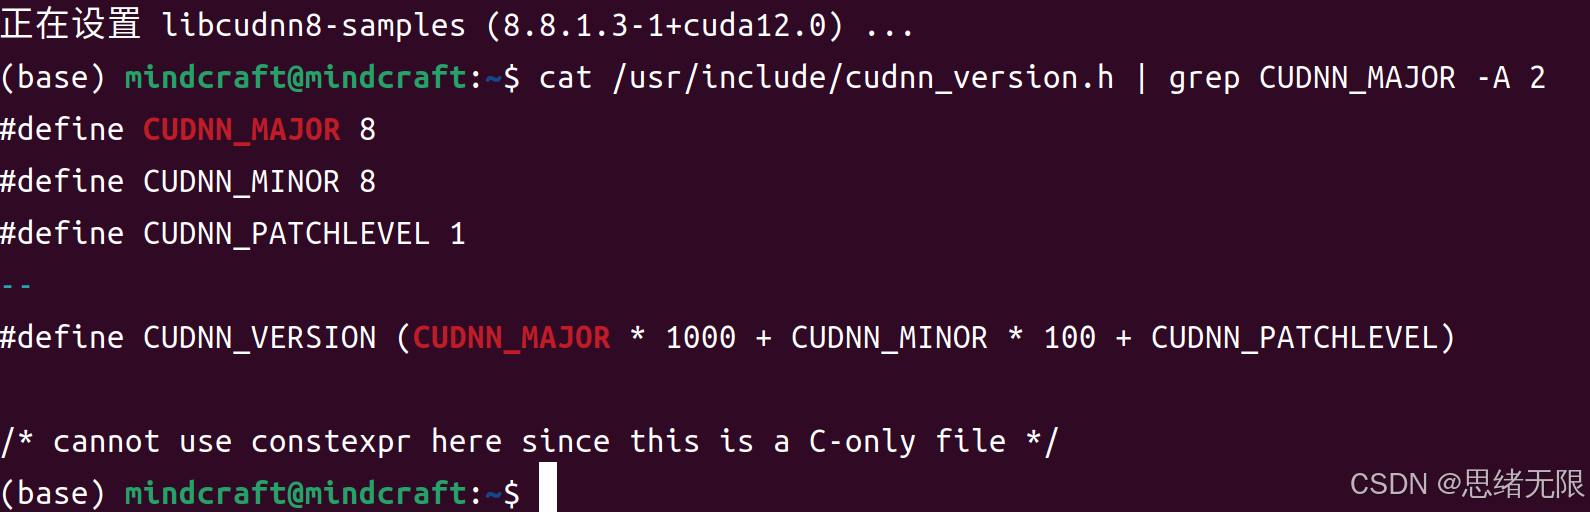 正在设置 libcudnn8-samples (8.8.1.3-1+cuda12.0) ...
(base) mindcraft@mindcraft:~$ cat /usr/include/cudnn_version.h | grep CUDNN_MAJOR -A 2
#define CUDNN_MAJOR 8
#define CUDNN_MINOR 8
#define CUDNN_PATCHLEVEL 1
--
#define CUDNN_VERSION (CUDNN_MAJOR * 1000 + CUDNN_MINOR * 100 + CUDNN_PATCHLEVEL)
/* cannot use constexpr here since this is a C-only file */
(base) mindcraft@mindcraft:~$
CSDN @思绪无限